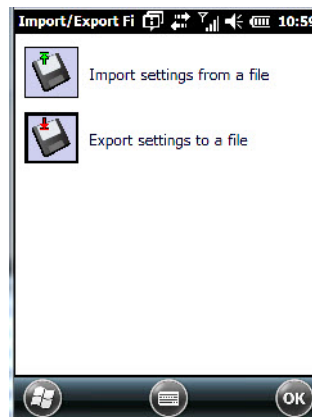 Import/Export Fi 10:59
Import settings from a file
Export settings to a file
OK